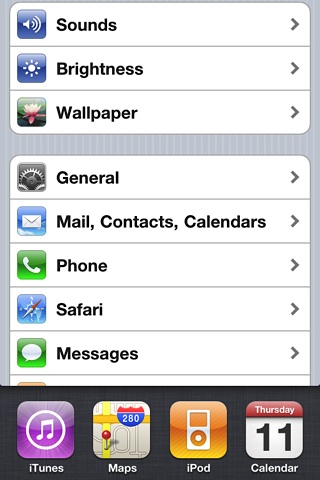 Sounds
Brightness
Wallpaper
General
Mail, Contacts, Calendars
Phone
Safari
Messages
280
Thursday
11
iTunes
Maps
iPod
Calendar